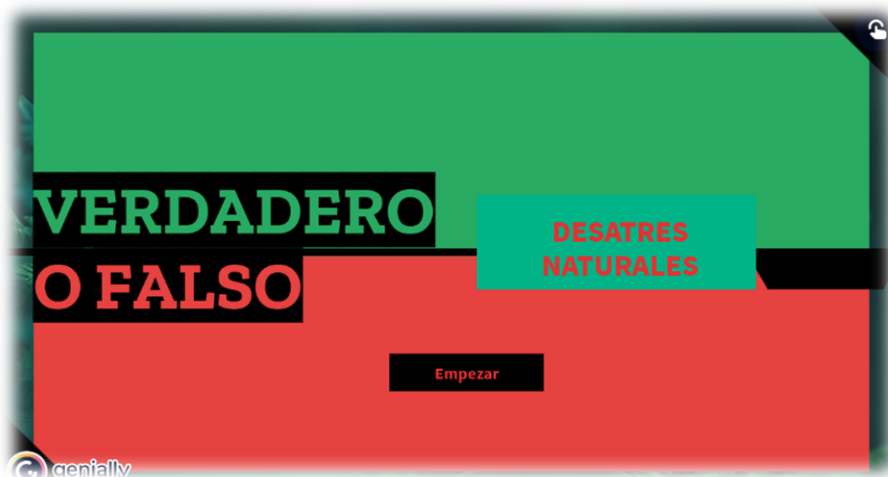 VERDADERO
O FALSO
DESATRES
NATURALES
Empezar
genially